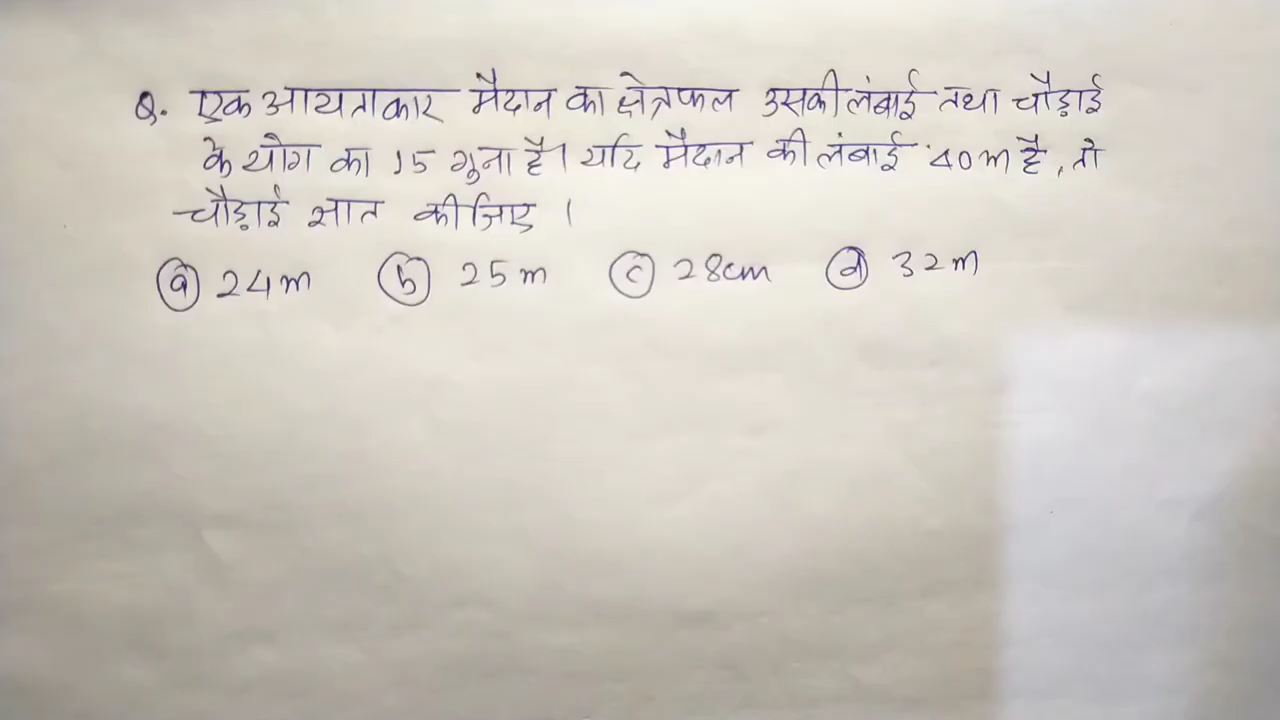 Q. एक आयताकार मैदान का क्षेत्रफल उसकी लंबाई तथा चौड़ाई
के योग का 15 गुना है। यदि मैदान की लंबाई 40m है, तो
चौड़ाई ज्ञात कीजिए ।
(a) 24m (b) 25m (c) 28cm (d) 32m